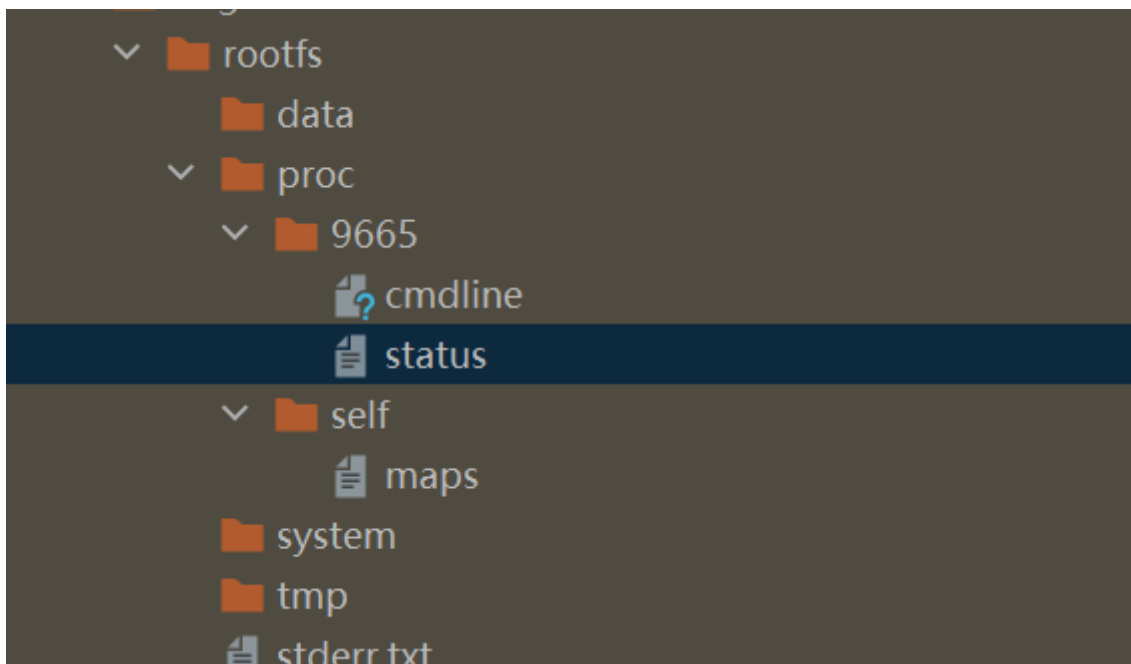 rootfs
data
proc
9665
cmdline
status
self
maps
system
tmp
stderr.txt